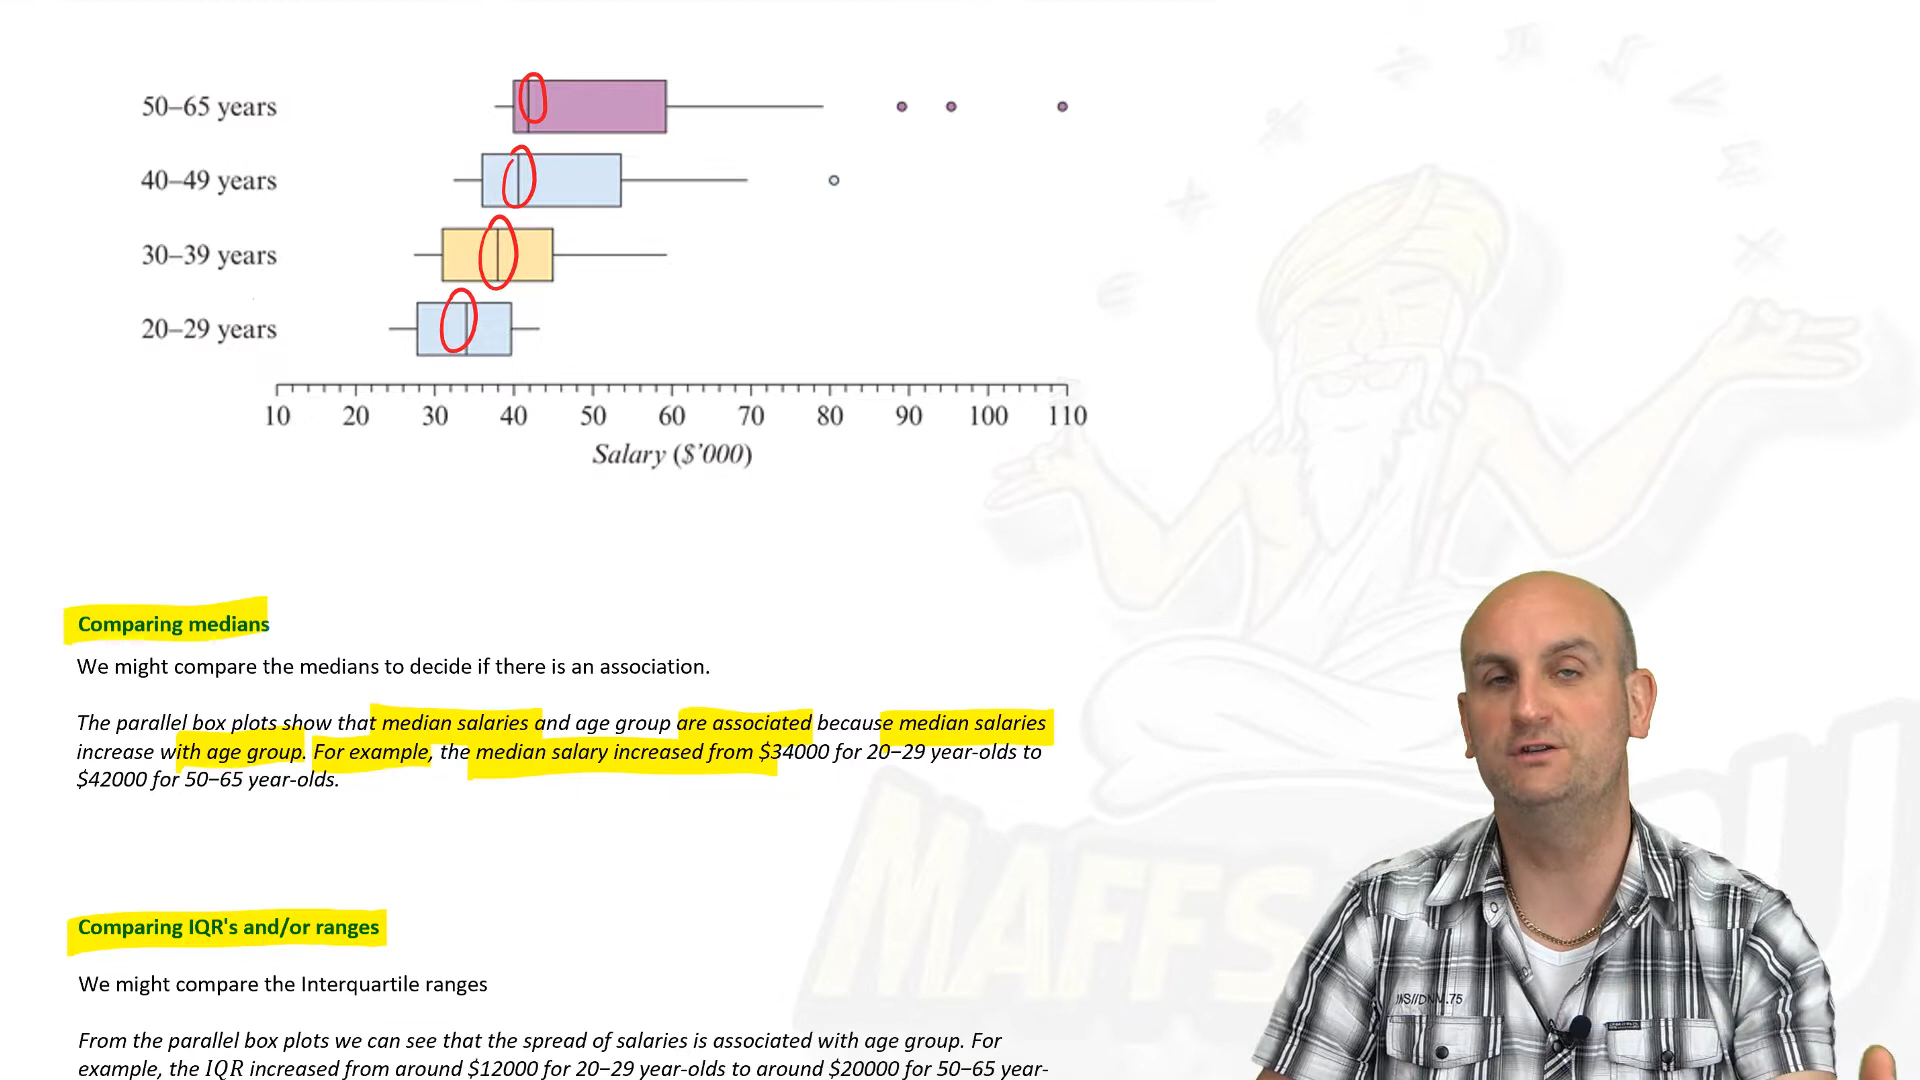 50–65 years
40–49 years
30–39 years
20–29 years
10 20 30 40 50 60 70 80 90 100 110
Salary ($’000)
Comparing medians
We might compare the medians to decide if there is an association.
The parallel box plots show that median salaries and age group are associated because median salaries
increase with age group. For example, the median salary increased from $34000 for 20−29 year-olds to
$42000 for 50−65 year-olds.
Comparing IQR's and/or ranges
We might compare the Interquartile ranges
From the parallel box plots we can see that the spread of salaries is associated with age group. For
example, the IQR increased from around $12000 for 20−29 year-olds to around $20000 for 50−65 year-
MAFFS